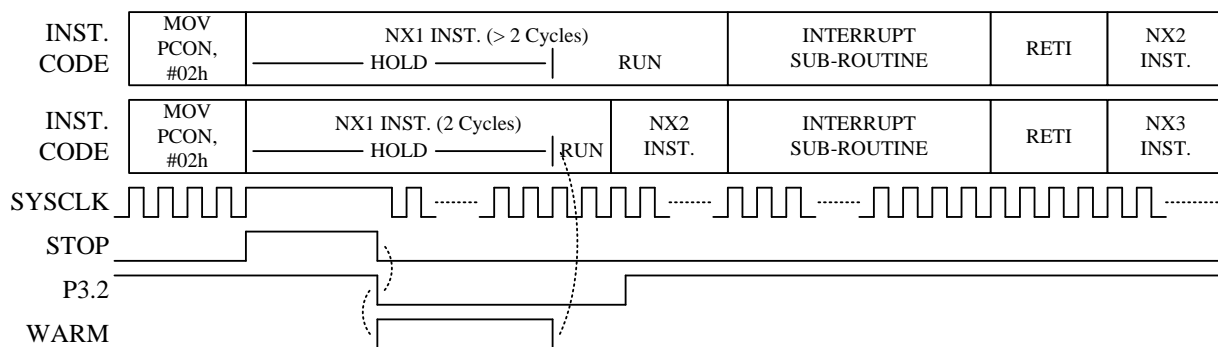 INST.
CODE
MOV
PCON,
#02h
NX1 INST. (> 2 Cycles)
HOLD
RUN
INTERRUPT
SUB-ROUTINE
RETI
NX2
INST.
INST.
CODE
MOV
PCON,
#02h
NX1 INST. (2 Cycles)
HOLD
RUN
NX2
INST.
INTERRUPT
SUB-ROUTINE
RETI
NX3
INST.
SYSCLK
STOP
P3.2
WARM